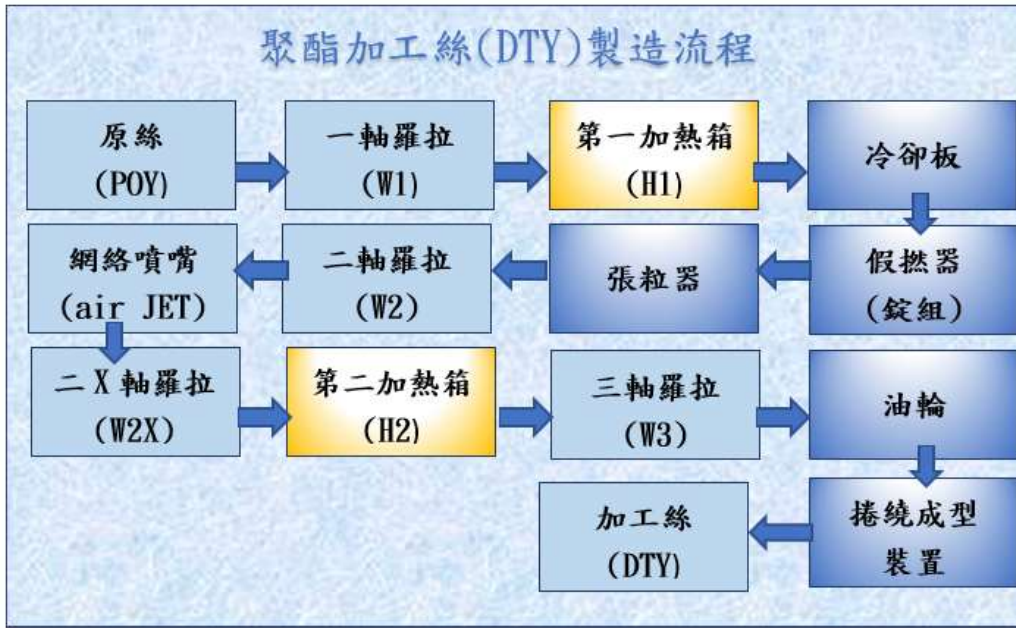 聚酯加工絲(DTY)製造流程
原絲
(POY)
一軸羅拉
(W1)
第一加熱箱
(H1)
冷卻板
假撚器
(錠組)
張粒器
二軸羅拉
(W2)
網絡噴嘴
(air JET)
二X軸羅拉
(W2X)
第二加熱箱
(H2)
三軸羅拉
(W3)
油輪
捲繞成型
裝置
加工絲
(DTY)